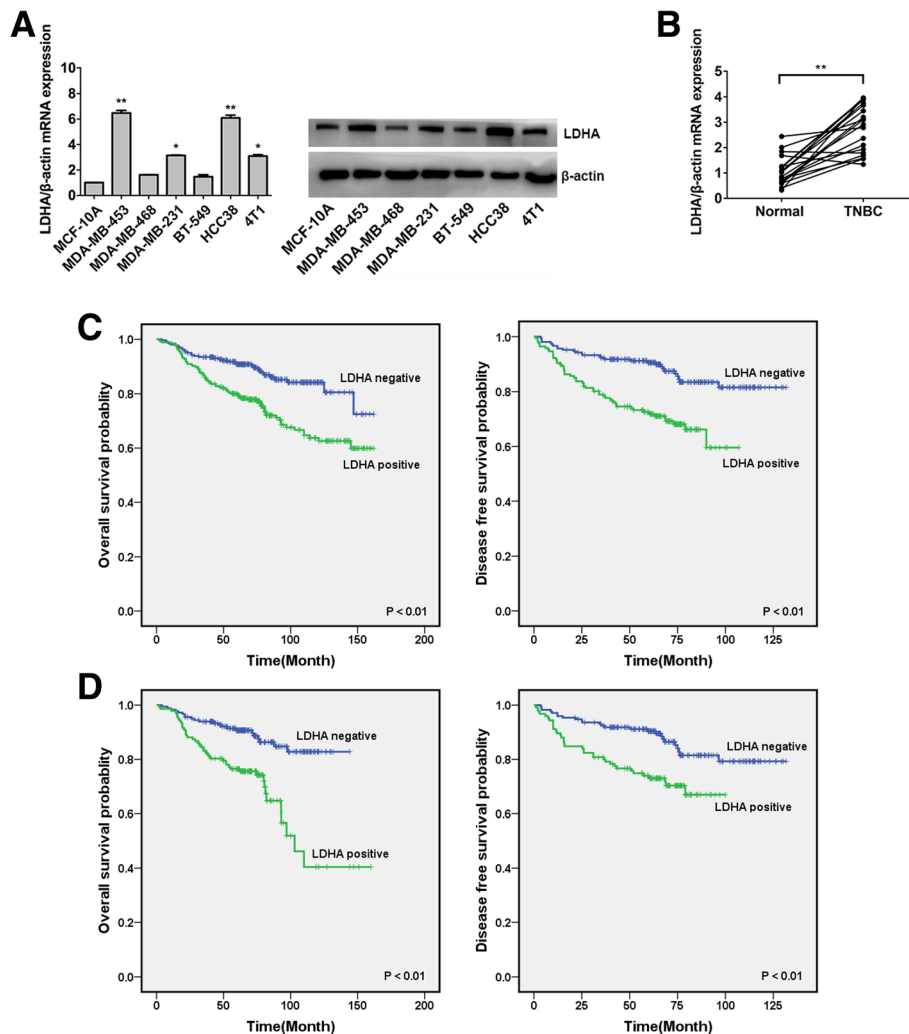 A
LDHA/β-actin mRNA expression
10
8
6
4
2
0
**
*
**
*
MCF-10A
MDA-MB-453
MDA-MB-468
MDA-MB-231
BT-549
HCC38
4T1
LDHA
β-actin
MCF-10A
MDA-MB-453
MDA-MB-468
MDA-MB-231
BT-549
HCC38
4T1
B
LDHA/β-actin mRNA expression
5
4
3
2
1
0
**
Normal
TNBC
C
Overall survival probablity
1.0
0.8
0.6
0.4
0.2
0.0
LDHA negative
LDHA positive
P < 0.01
0
50
100
150
200
Time(Month)
Disease free survival probablity
1.0
0.8
0.6
0.4
0.2
0.0
LDHA negative
LDHA positive
P < 0.01
0
25
50
75
100
125
Time(Month)
D
Overall survival probablity
1.0
0.8
0.6
0.4
0.2
0.0
LDHA negative
LDHA positive
P < 0.01
0
50
100
150
200
Time(Month)
Disease free survival probablity
1.0
0.8
0.6
0.4
0.2
0.0
LDHA negative
LDHA positive
P < 0.01
0
25
50
75
100
125
Time(Month)